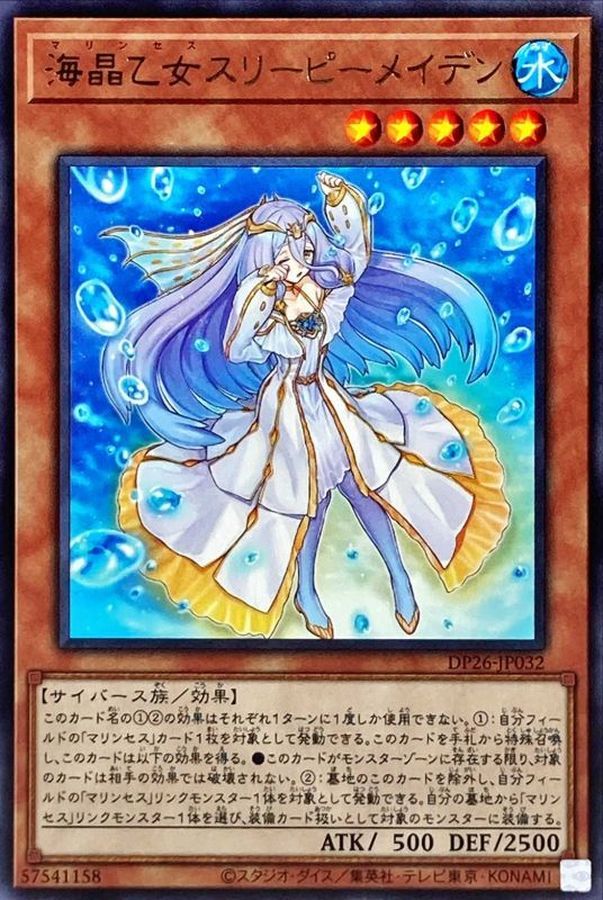 マリンセス
海晶乙女スリーピーメイデン
水
DP26-JP032
【サイバース族/効果】
このカード名の①②の効果はそれぞれ1ターンに1度しか使用できない。①:自分フィー
ルドの「マリンセス」カード1枚を対象として発動できる。このカードを手札から特殊召喚
し、このカードは以下の効果を得る。●このカードがモンスターゾーンに存在する限り、対象
のカードは相手の効果では破壊されない。②:墓地のこのカードを除外し、自分フィー
ルドの「マリンセス」リンクモンスター1体を対象として発動できる。自分の墓地から「マリン
セス」リンクモンスター1体を選び、装備カード扱いとして対象のモンスターに装備する。
ATK/ 500 DEF/2500
57541158 ©スタジオ・ダイス/集英社・テレビ東京・KONAMI